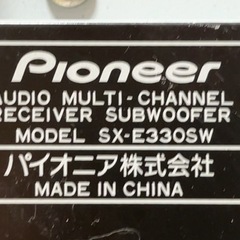 Pioneer
AUDIO MULTI-CHANNEL
RECEIVER SUBWOOFER
MODEL SX-E330SW
パイオニア株式会社
MADE IN CHINA